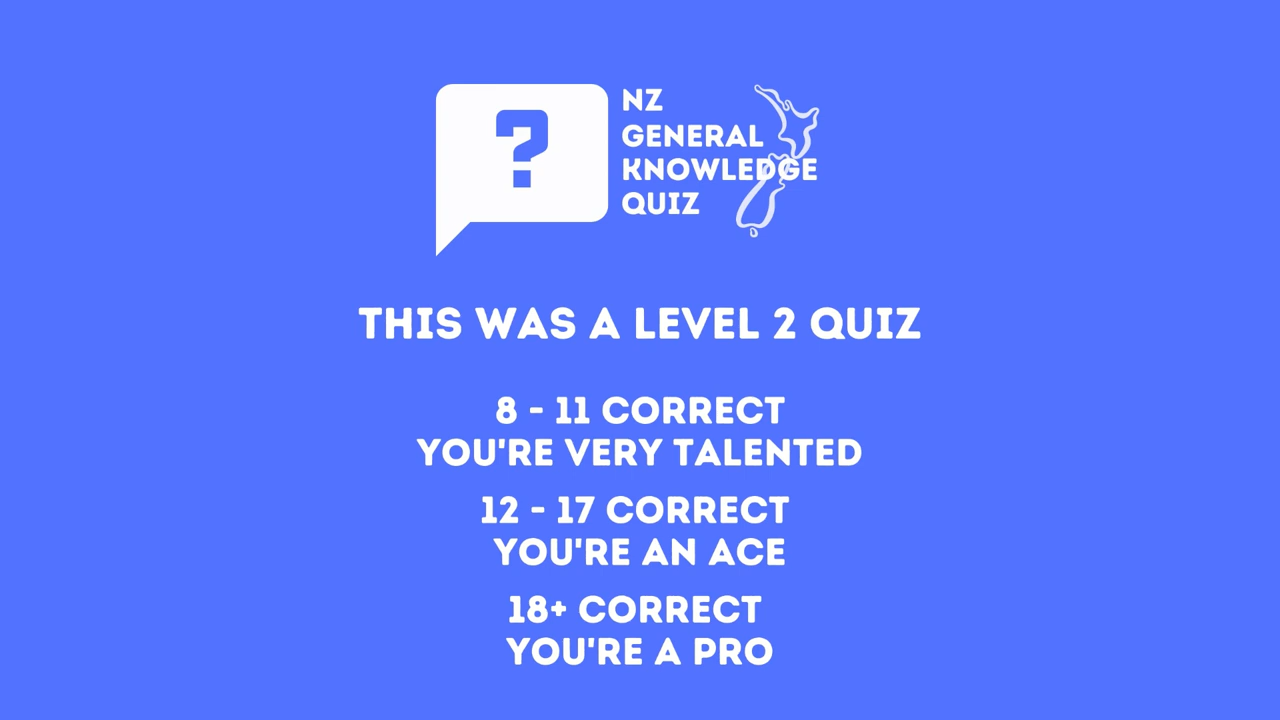 ?
NZ
GENERAL
KNOWLEDGE
QUIZ
THIS WAS A LEVEL 2 QUIZ
8 - 11 CORRECT
YOU'RE VERY TALENTED
12 - 17 CORRECT
YOU'RE AN ACE
18+ CORRECT
YOU'RE A PRO